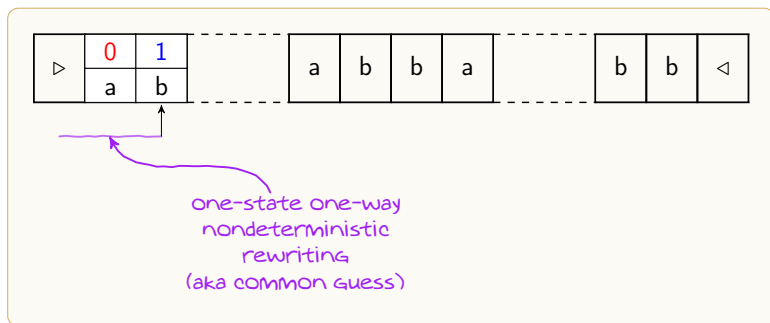 0 1
▷ a b a b b a b b ◁
one-state one-way
nondeterministic
rewriting
(aka common guess)